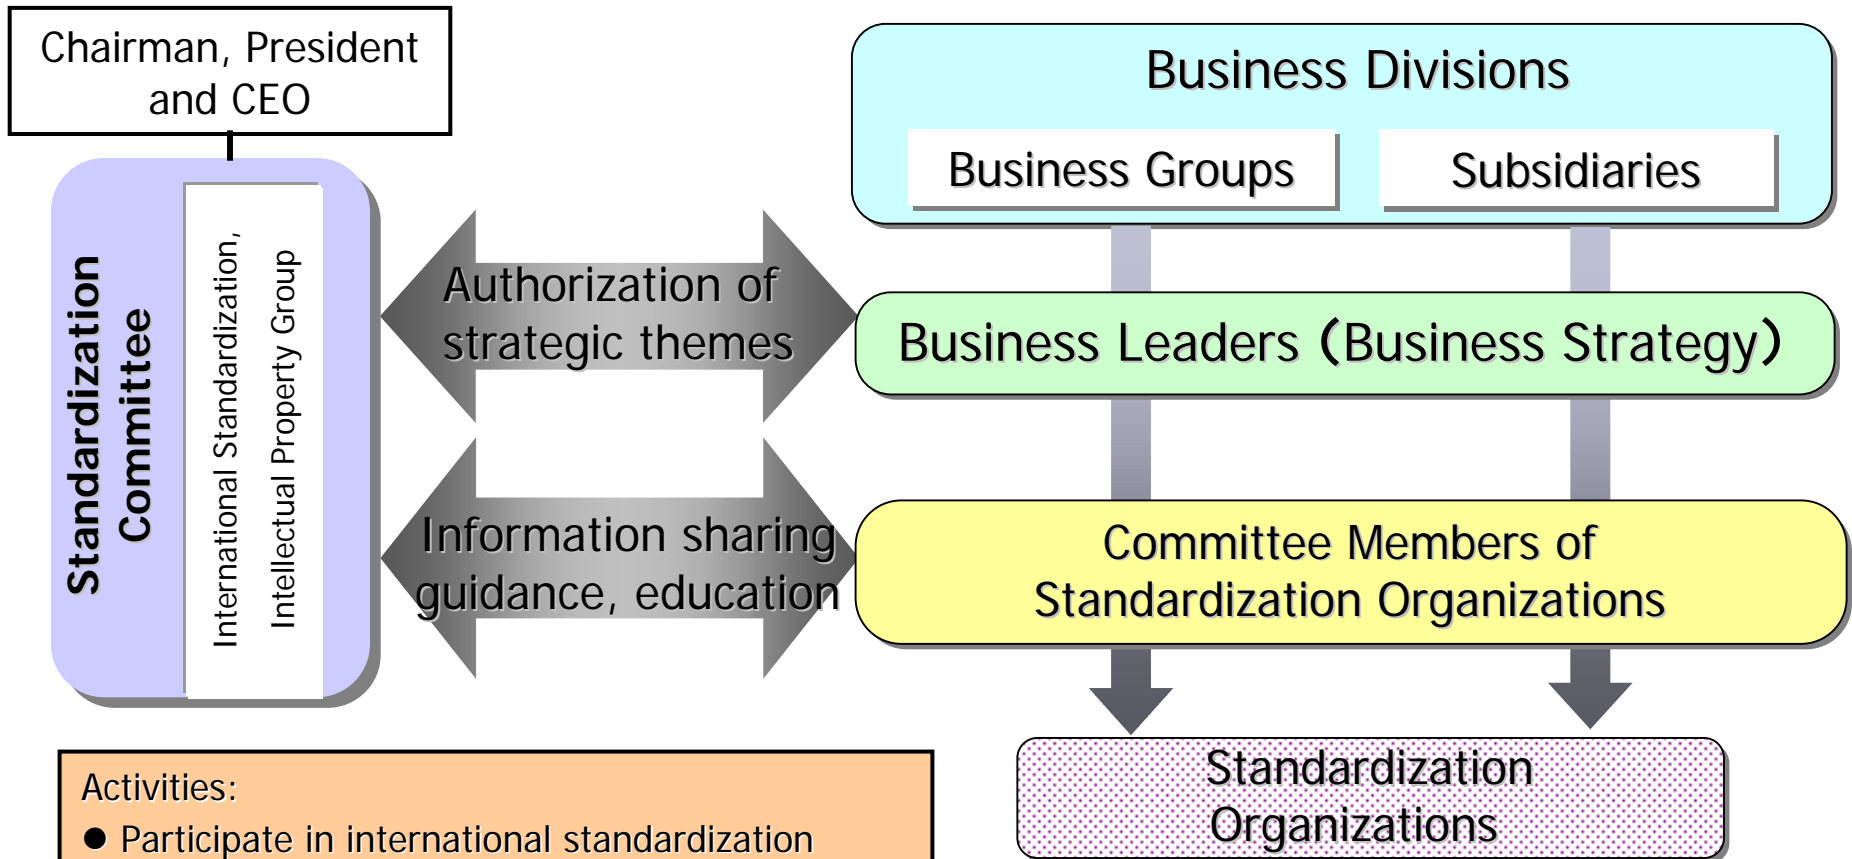 Chairman, President
and CEO
Standardization
Committee
International Standardization,
Intellectual Property Group
Authorization of
strategic themes
Information sharing
guidance, education
Business Divisions
Business Groups
Subsidiaries
Business Leaders (Business Strategy)
Committee Members of
Standardization Organizations
Standardization
Organizations
Activities:
● Participate in international standardization